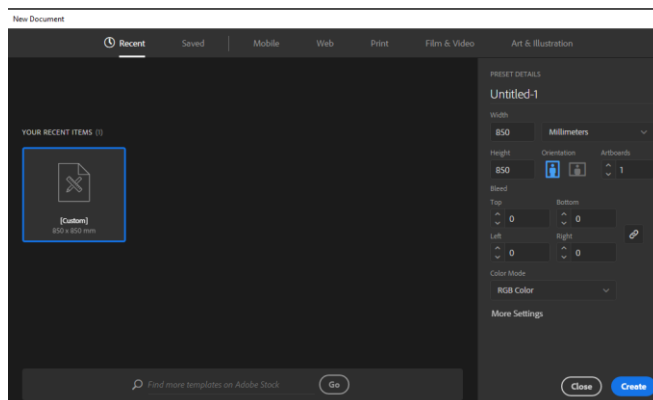 New Document
Recent Saved Mobile Web Print Film & Video Art & Illustration
YOUR RECENT ITEMS (1)
[Custom]
850 x 850 mm
Find more templates on Adobe Stock Go
PRESET DETAILS
Untitled-1
Width
850 Millimeters
Height Orientation Artboards
850 1
Bleed
Top Bottom
0 0
Left Right
0 0
Color Mode
RGB Color
More Settings
Close Create